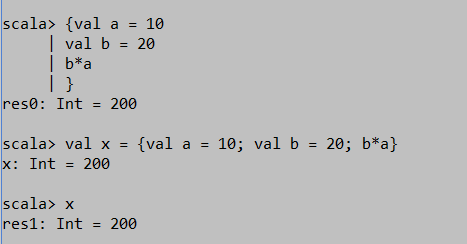 scala> {val a = 10
| val b = 20
| b*a
| }
res0: Int = 200
scala> val x = {val a = 10; val b = 20; b*a}
x: Int = 200
scala> x
res1: Int = 200